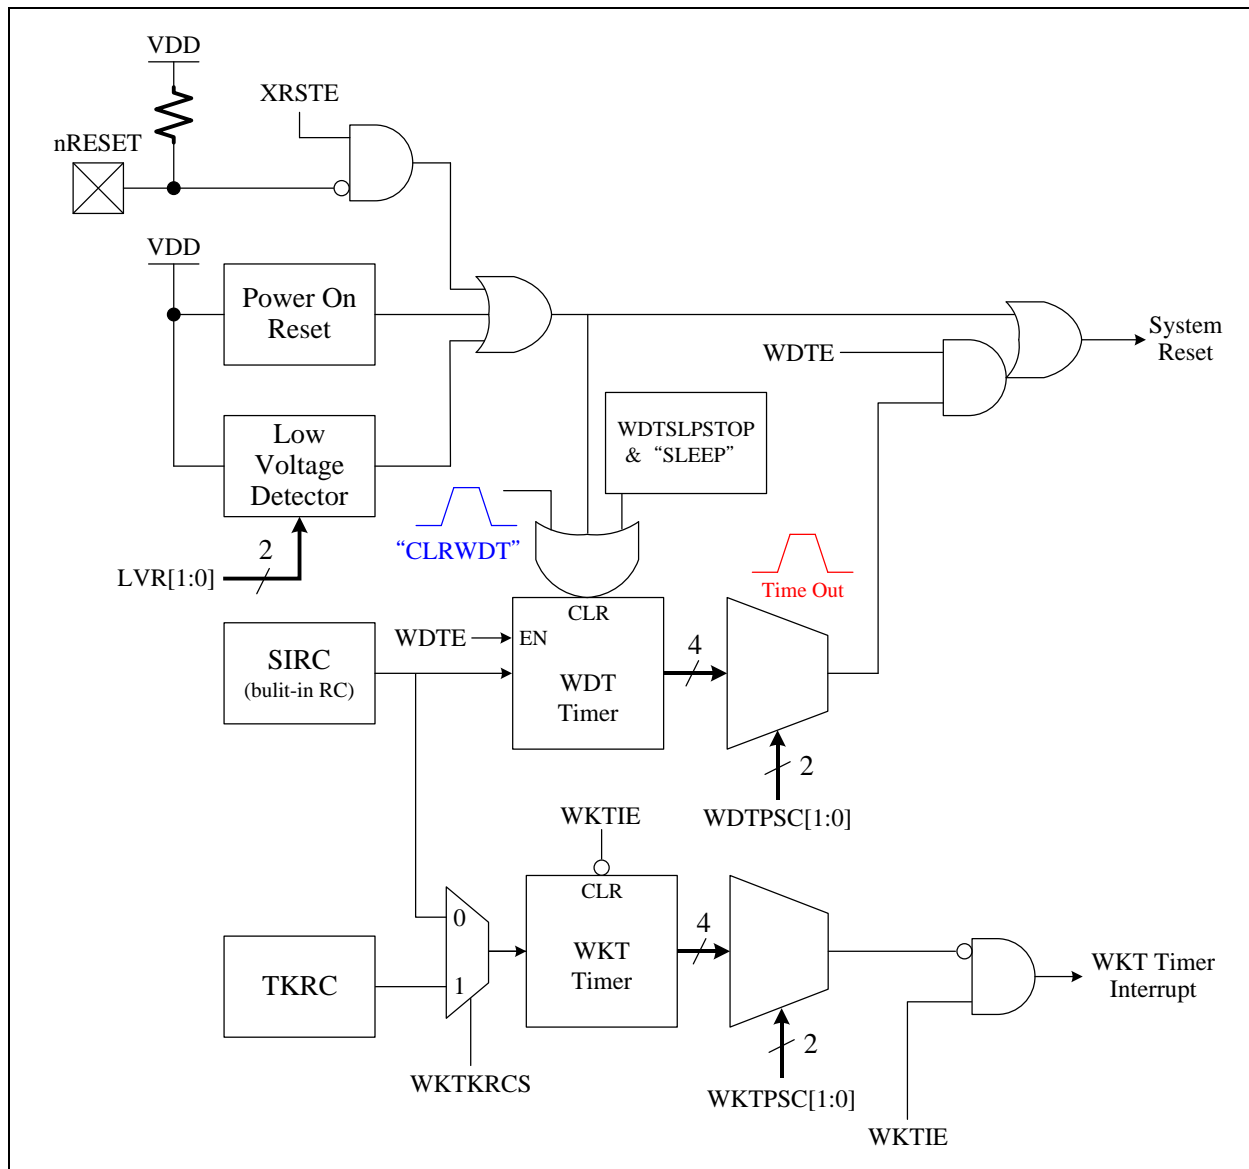 VDD
XRSTE
nRESET
VDD
Power On
Reset
System
Reset
WDTE
WDTSLPSTOP
& “SLEEP”
Low
Voltage
Detector
“CLRWDT”
2
LVR[1:0]
Time Out
CLR
WDTE
EN
4
SIRC
(bulit-in RC)
WDT
Timer
2
WDTPSC[1:0]
WKTIE
CLR
0
4
WKT
Timer
TKRC
1
WKT Timer
Interrupt
2
WKTKRCS
WKTPSC[1:0]
WKTIE